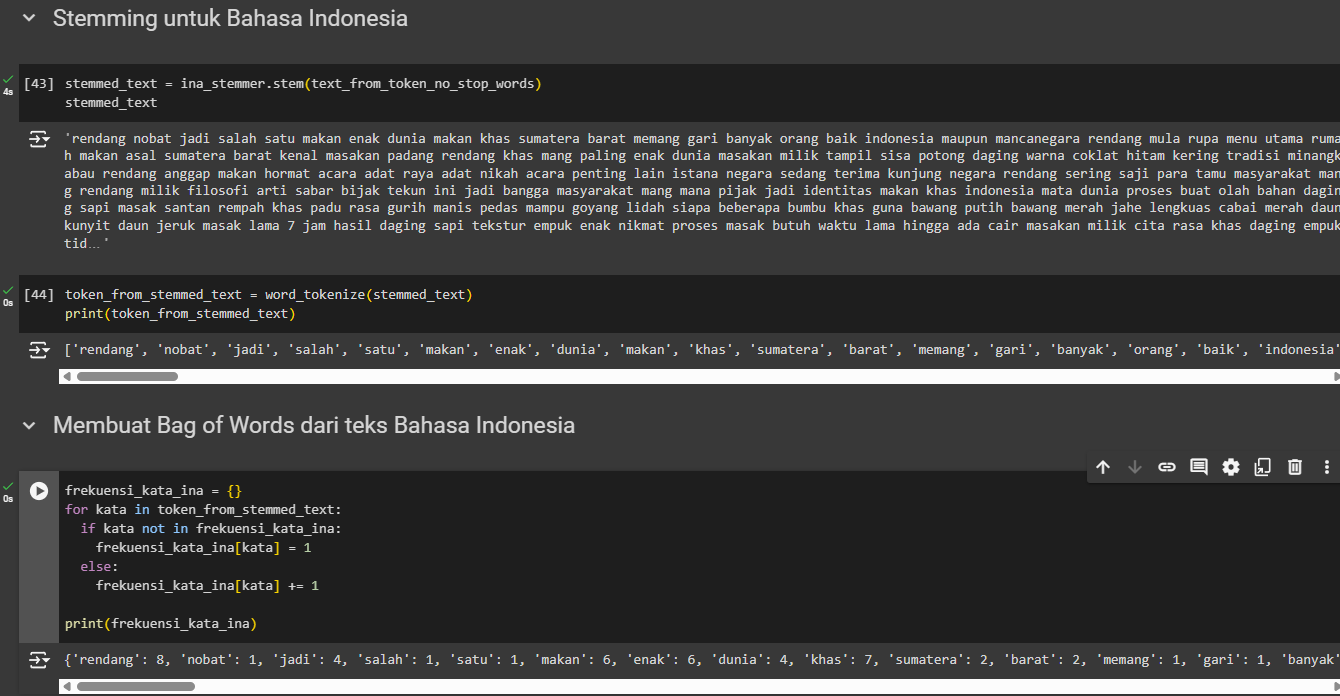 Stemming untuk Bahasa Indonesia
4s
[43] stemmed_text = ina_stemmer.stem(text_from_token_no_stop_words)
stemmed_text
'rendang nobat jadi salah satu makan enak dunia makan khas sumatera barat memang gari banyak orang baik indonesia maupun mancanegara rendang mula rupa menu utama ruma
h makan asal sumatera barat kenal masakan padang rendang khas mang paling enak dunia masakan milik tampil sisa potong daging warna coklat hitam kering tradisi minangk
abau rendang anggap makan hormat acara adat raya adat nikah acara penting lain istana negara sedang terima kunjung negara rendang sering saji para tamu masyarakat man
g rendang milik filosofi arti sabar bijak tekun ini jadi bangga masyarakat mang mana pijak jadi identitas makan khas indonesia mata dunia proses buat olah bahan dagin
g sapi masak santan rempah khas padu rasa gurih manis pedas mampu goyang lidah siapa beberapa bumbu khas guna bawang putih bawang merah jahe lengkuas cabai merah daun
kunyit daun jeruk masak lama 7 jam hasil daging sapi tekstur empuk enak nikmat proses masak butuh waktu lama hingga ada cair masakan milik cita rasa khas daging empuk
tid…'
0s
[44] token_from_stemmed_text = word_tokenize(stemmed_text)
print(token_from_stemmed_text)
['rendang', 'nobat', 'jadi', 'salah', 'satu', 'makan', 'enak', 'dunia', 'makan', 'khas', 'sumatera', 'barat', 'memang', 'gari', 'banyak', 'orang', 'baik', 'indonesia'
Membuat Bag of Words dari teks Bahasa Indonesia
0s
frekuensi_kata_ina = {}
for kata in token_from_stemmed_text:
if kata not in frekuensi_kata_ina:
frekuensi_kata_ina[kata] = 1
else:
frekuensi_kata_ina[kata] += 1
print(frekuensi_kata_ina)
{'rendang': 8, 'nobat': 1, 'jadi': 4, 'salah': 1, 'satu': 1, 'makan': 6, 'enak': 6, 'dunia': 4, 'khas': 7, 'sumatera': 2, 'barat': 2, 'memang': 1, 'gari': 1, 'banyak'